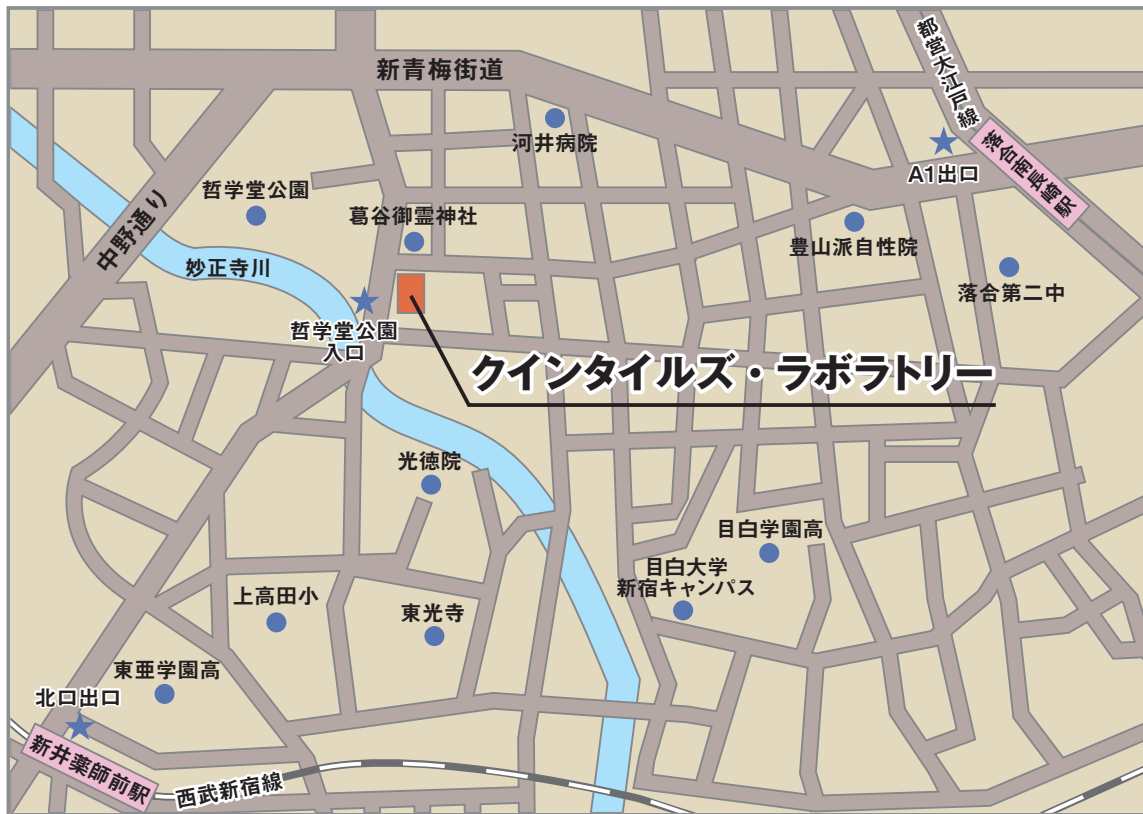 新青梅街道
都営大江戸線
河井病院
A1出口
落合南長崎駅
哲学堂公園
中野通り
葛谷御霊神社
豊山派自性院
妙正寺川
落合第二中
哲学堂公園
入口
クインタイルズ・ラボラトリー
光徳院
目白学園高
目白大学
新宿キャンパス
上高田小
東光寺
東亜学園高
北口出口
新井薬師前駅
西武新宿線